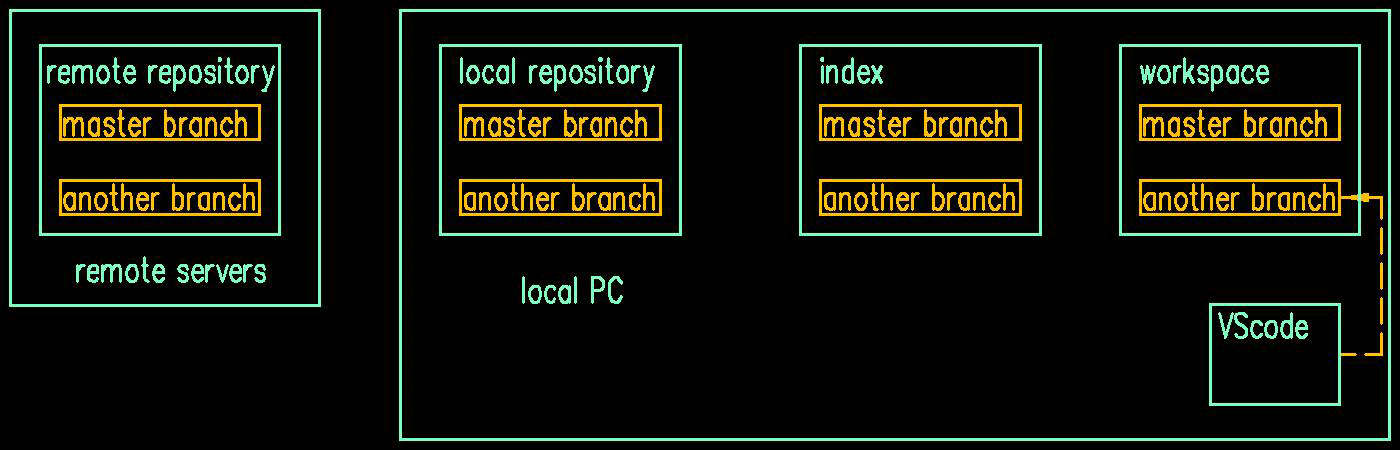 remote repository
master branch
another branch
remote servers
local repository
master branch
another branch
local PC
index
master branch
another branch
workspace
master branch
another branch
VScode